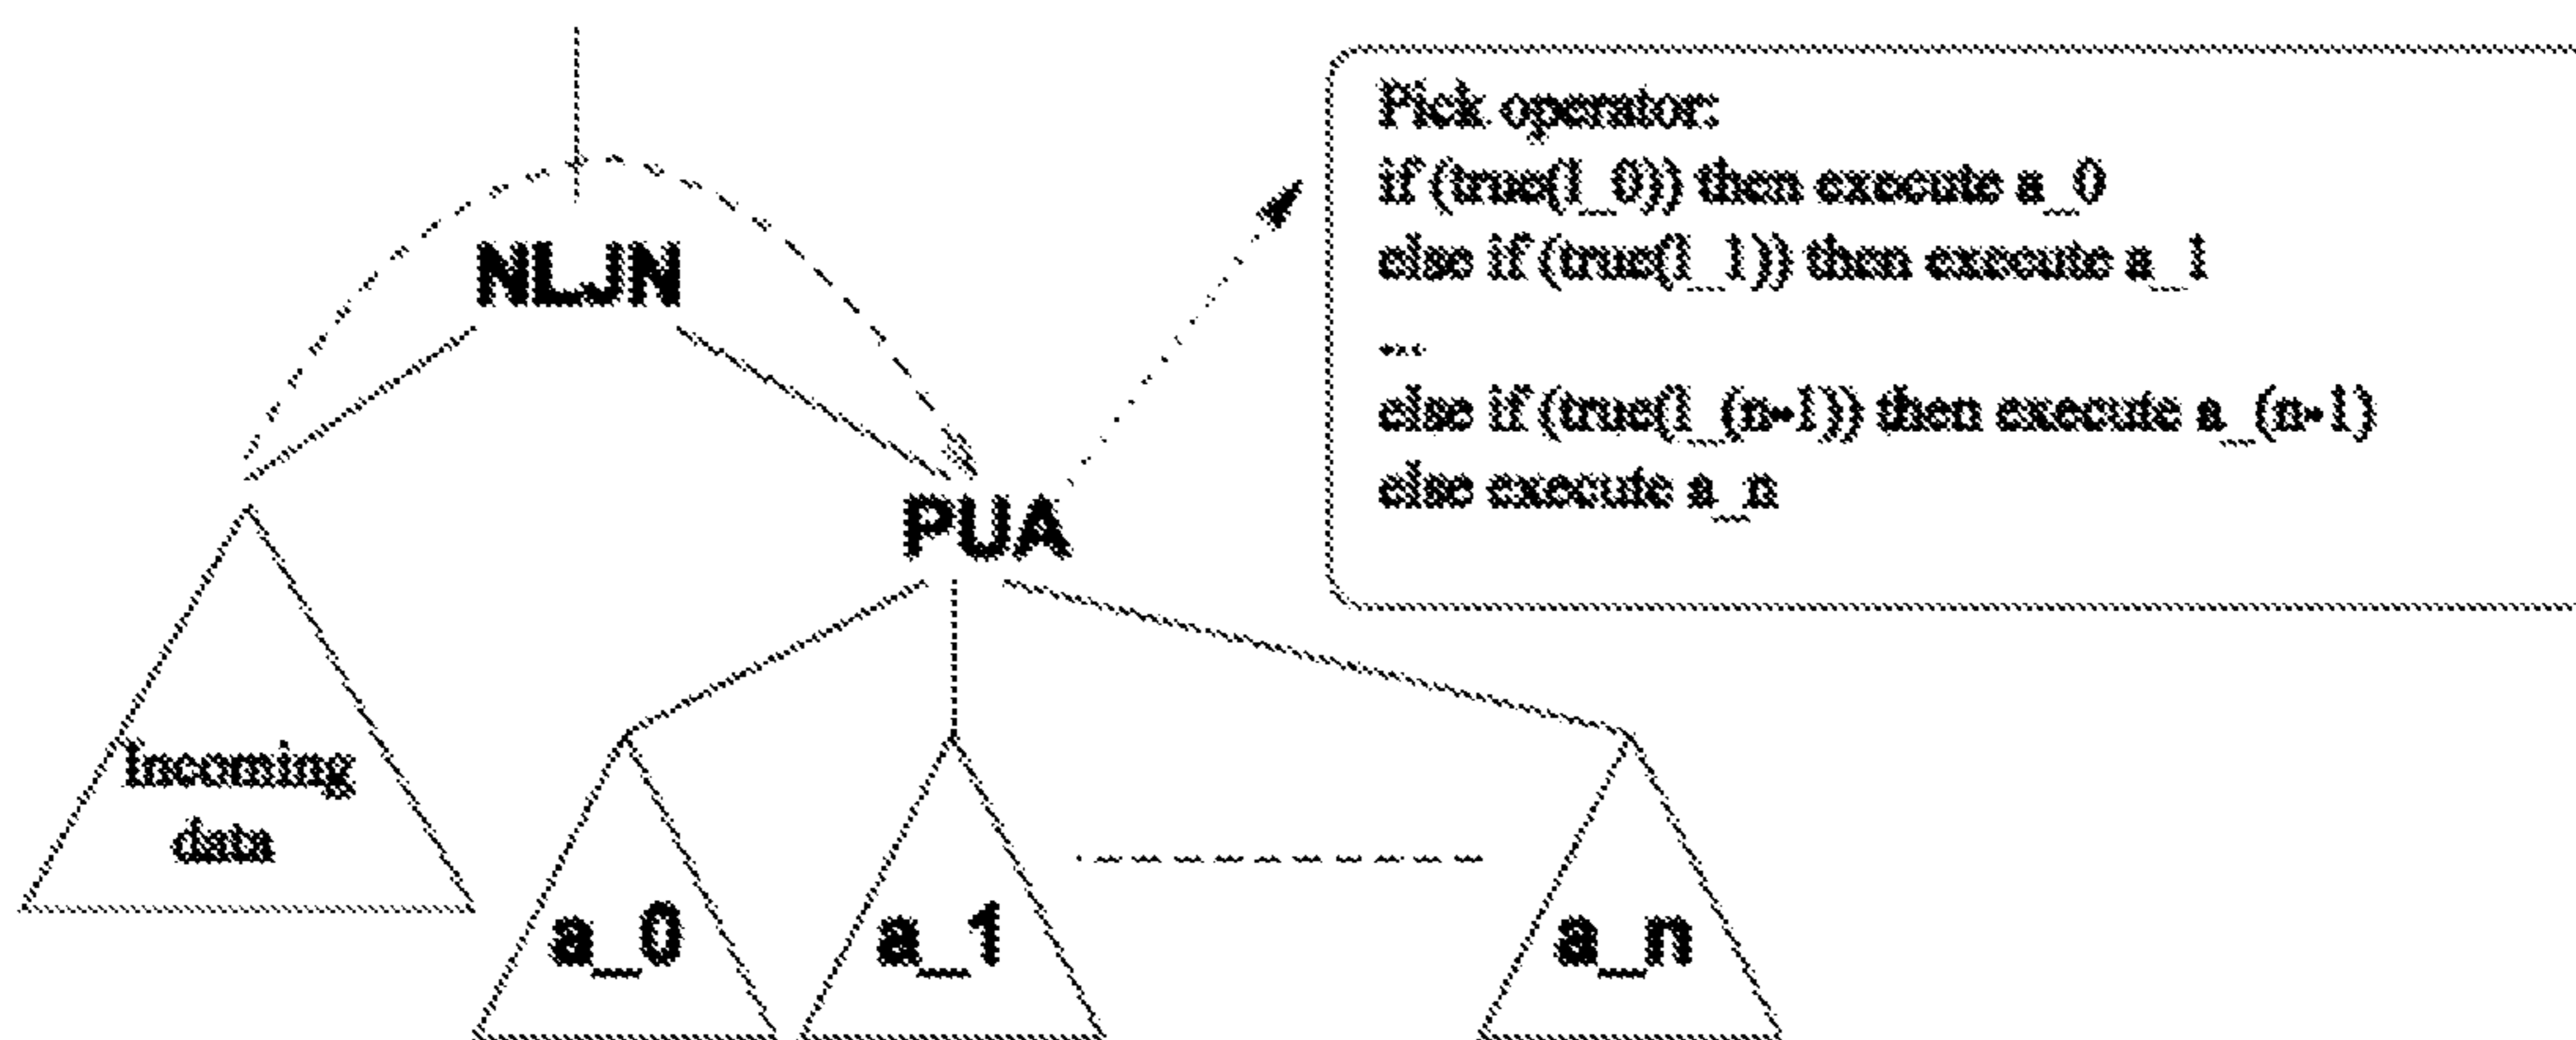 NLJN
PUA
Incoming
data
a_0
a_1
a_n
Pick operator:
if (true(l_0)) then execute a_0
else if (true(l_1)) then execute a_1
...
else if (true(l_(n-1)) then execute a_(n-1)
else execute a_n